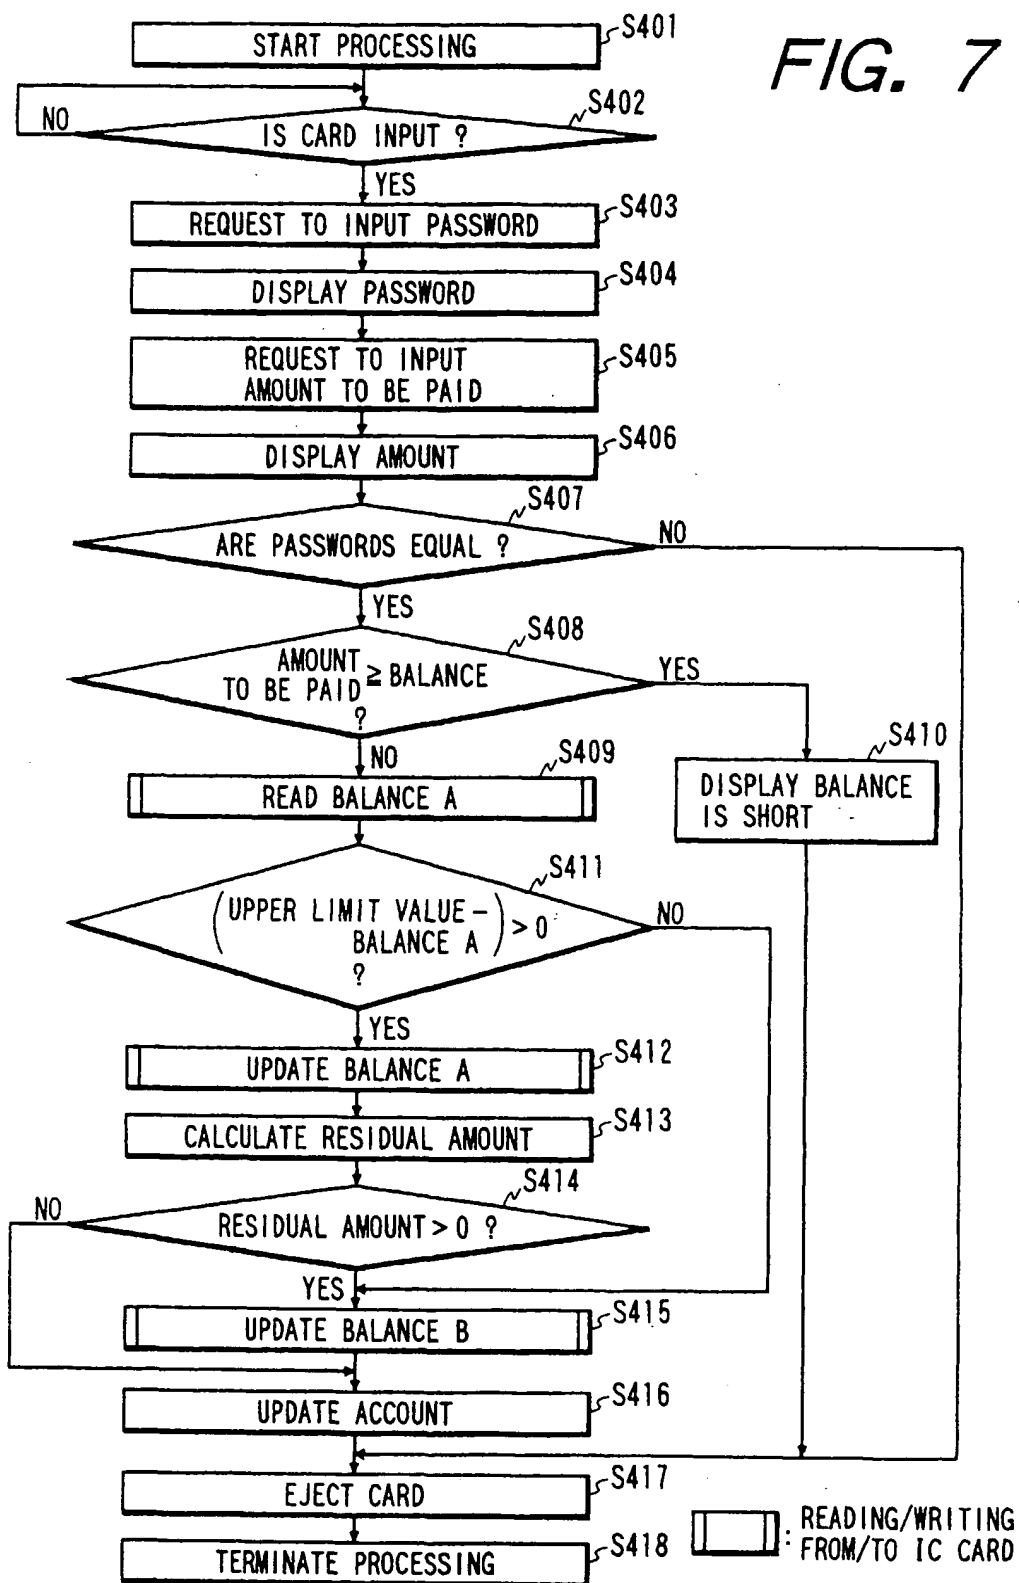 FIG. 7
START PROCESSING
S401
S402
IS CARD INPUT ?
NO
YES
REQUEST TO INPUT PASSWORD
S403
DISPLAY PASSWORD
S404
REQUEST TO INPUT
AMOUNT TO BE PAID
S405
DISPLAY AMOUNT
S406
S407
ARE PASSWORDS EQUAL ?
NO
YES
S408
AMOUNT
TO BE PAID ≧ BALANCE
?
YES
NO
S409
READ BALANCE A
S410
DISPLAY BALANCE
IS SHORT
S411
(UPPER LIMIT VALUE –
BALANCE A) > 0
?
NO
YES
UPDATE BALANCE A
S412
CALCULATE RESIDUAL AMOUNT
S413
S414
RESIDUAL AMOUNT > 0 ?
NO
YES
UPDATE BALANCE B
S415
UPDATE ACCOUNT
S416
EJECT CARD
S417
TERMINATE PROCESSING
S418
: READING/WRITING
FROM/TO IC CARD